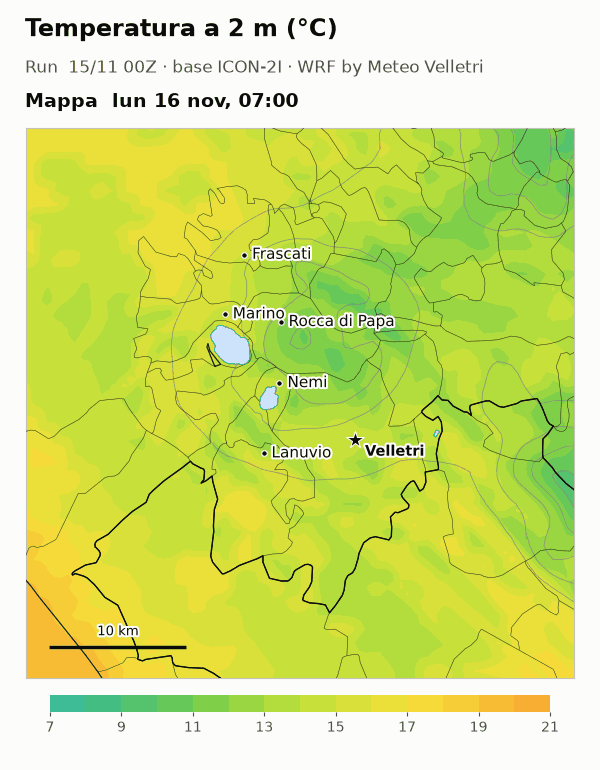 Temperatura a 2 m (°C)
Run  15/11 00Z · base ICON-2I · WRF by Meteo Velletri
Mappa  lun 16 nov, 07:00
Frascati
Marino
Rocca di Papa
Nemi
Velletri
Lanuvio
10 km
7 9 11 13 15 17 19 21